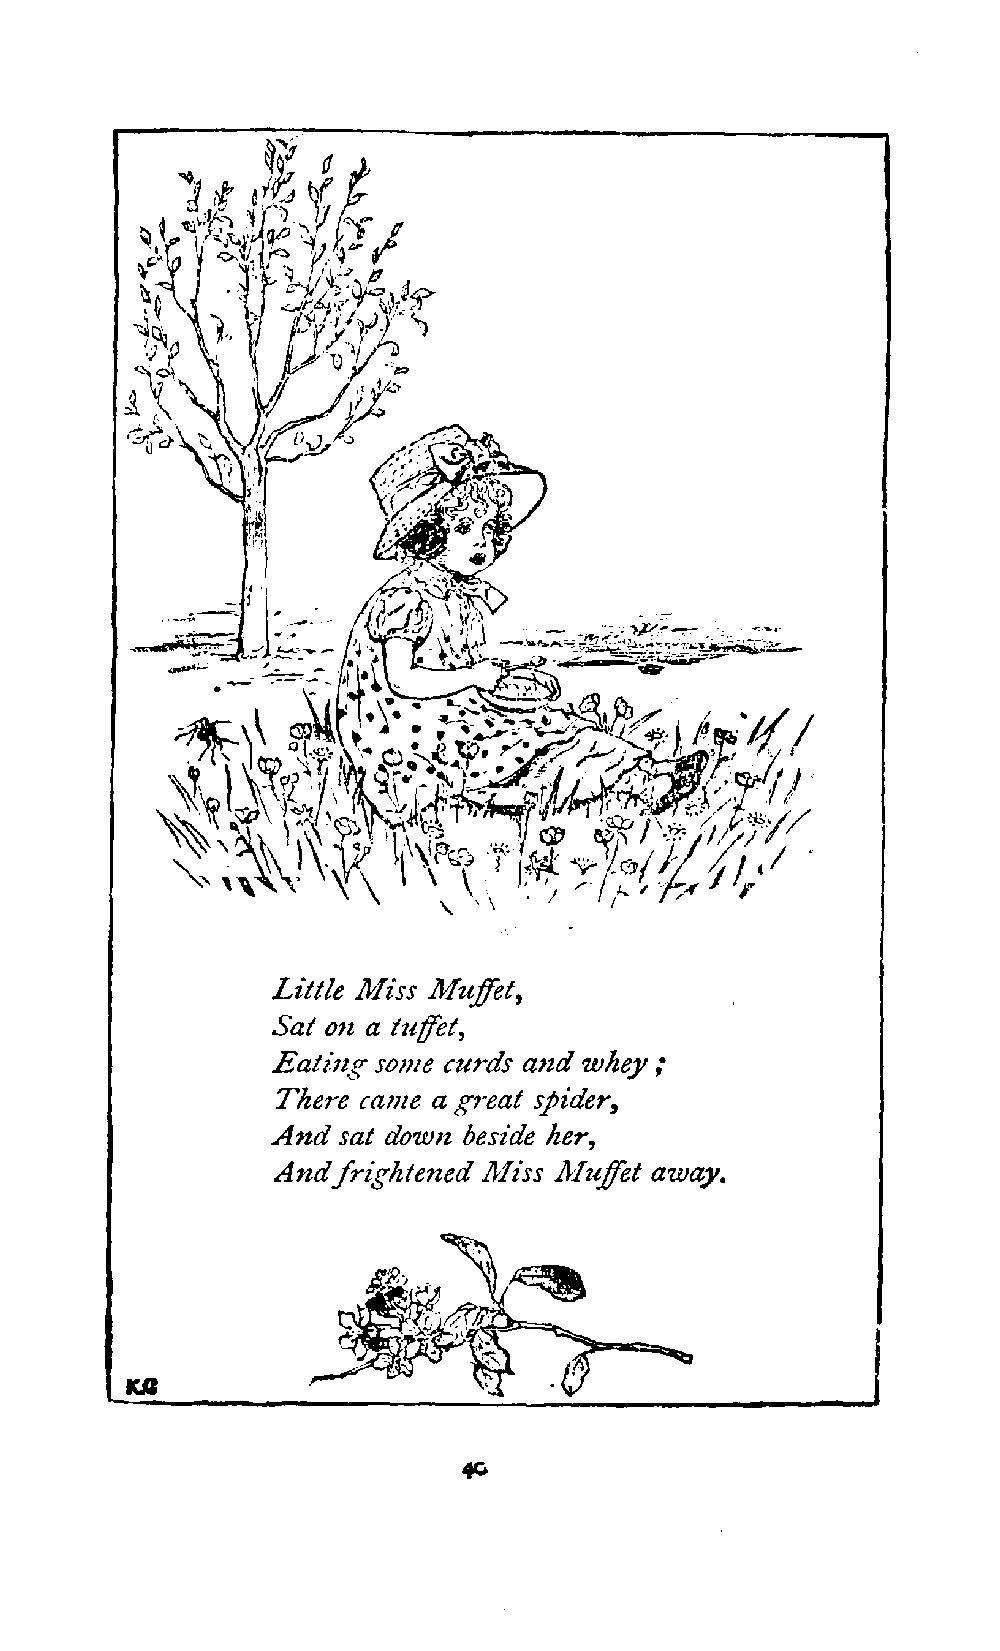 Little Miss Muffet,
Sat on a tuffet,
Eating some curds and whey ;
There came a great spider,
And sat down beside her,
And frightened Miss Muffet away.
K.G
40